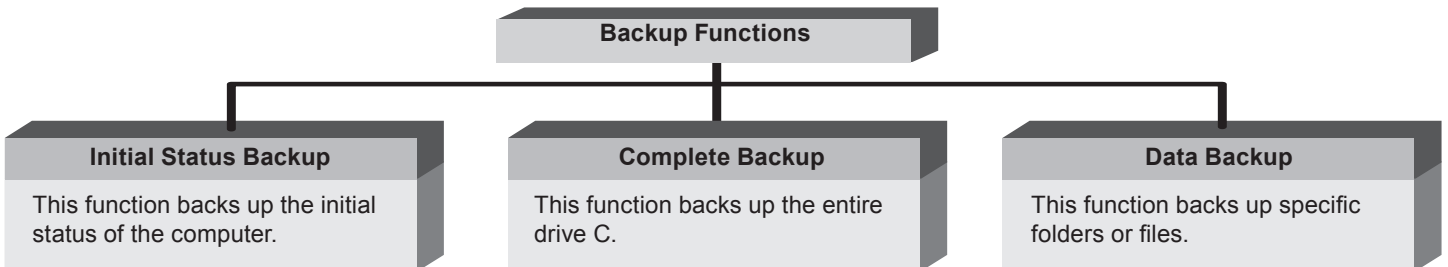 Backup Functions
Initial Status Backup
This function backs up the initial
status of the computer.
Complete Backup
This function backs up the entire
drive C.
Data Backup
This function backs up specific
folders or files.